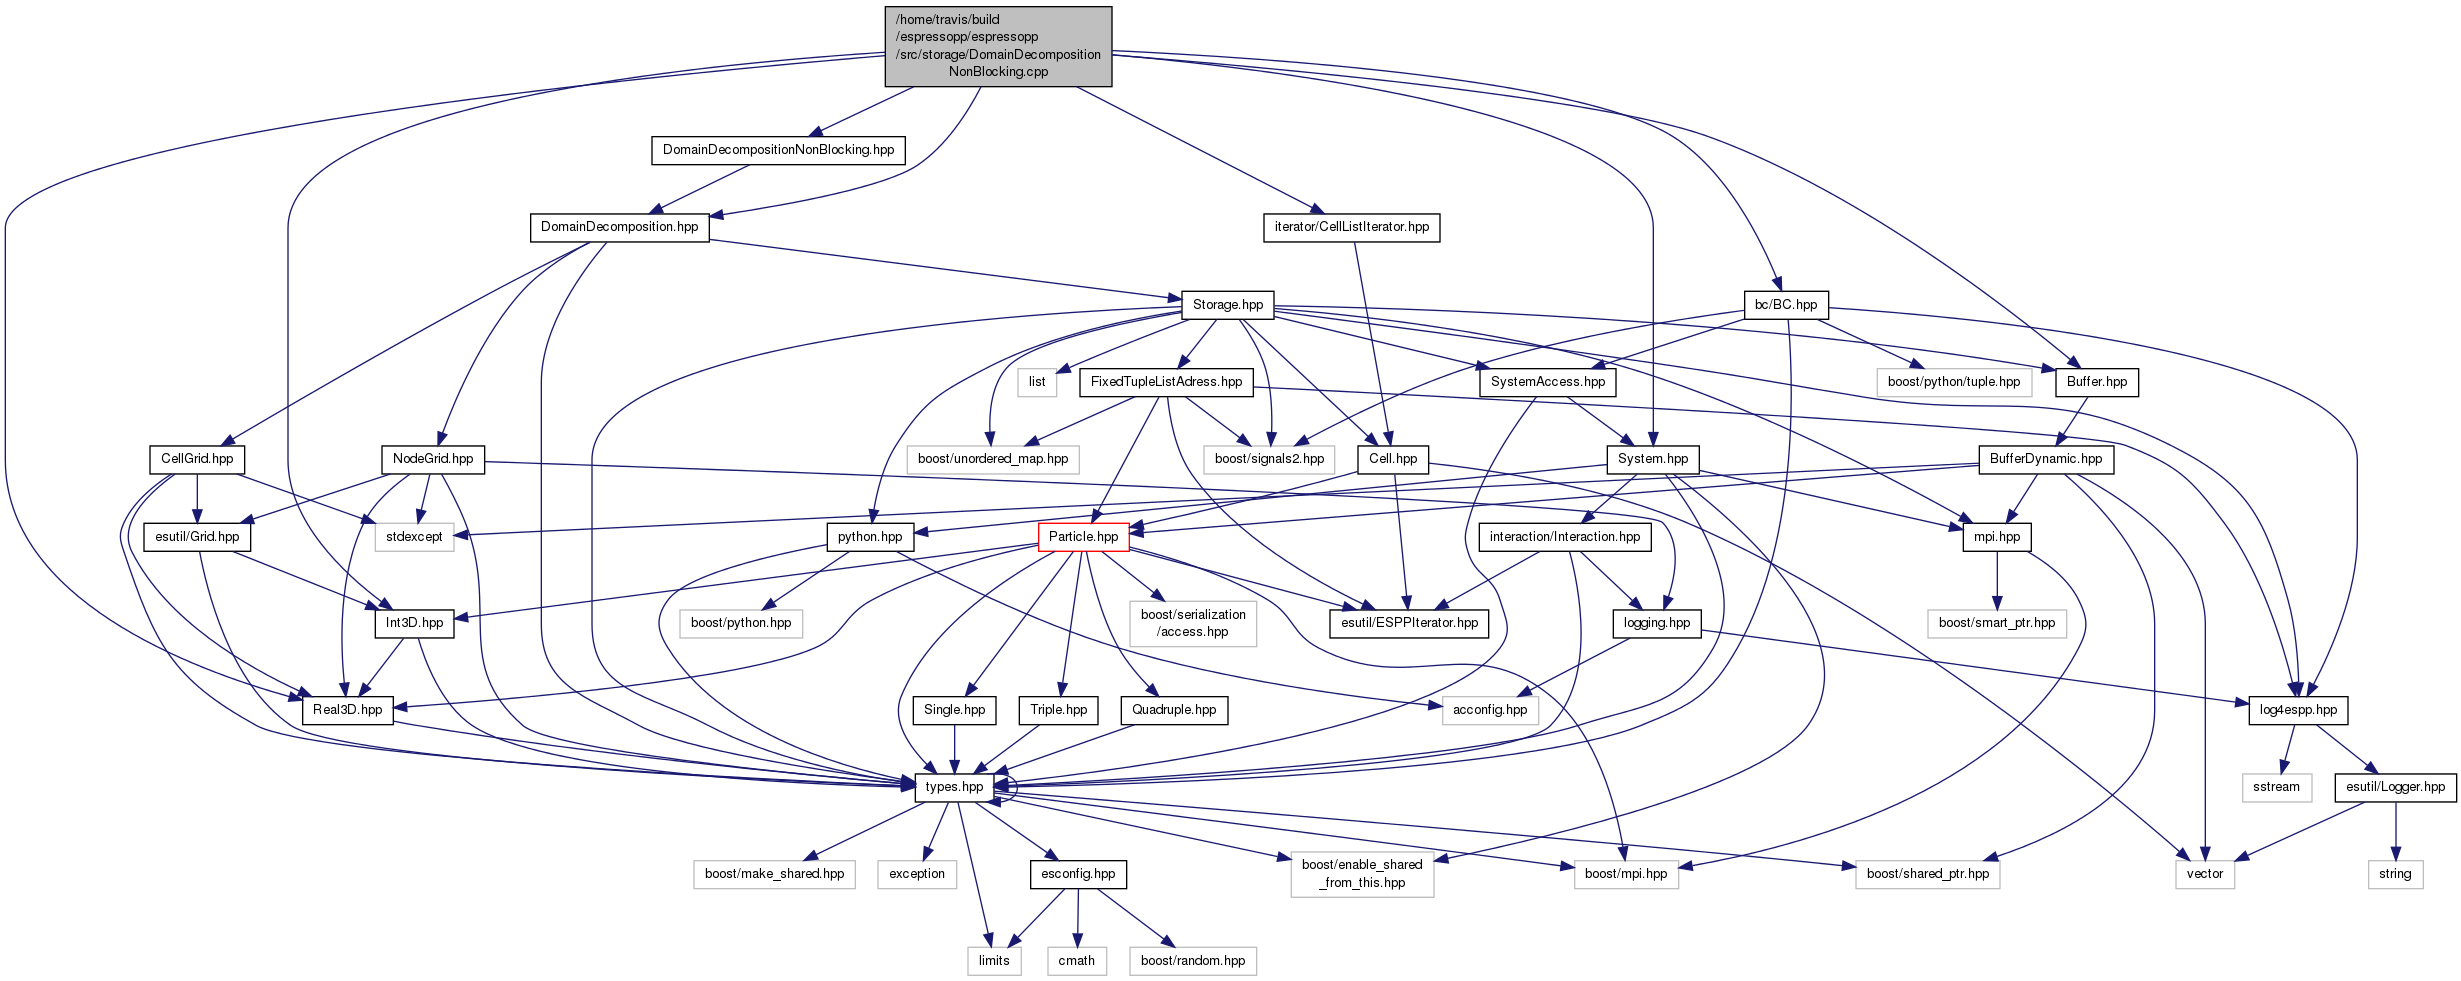 /home/travis/build
/espressopp/espressopp
/src/storage/DomainDecomposition
NonBlocking.cpp
DomainDecompositionNonBlocking.hpp
DomainDecomposition.hpp
iterator/CellListIterator.hpp
Storage.hpp
bc/BC.hpp
list
FixedTupleListAdress.hpp
SystemAccess.hpp
boost/python/tuple.hpp
Buffer.hpp
CellGrid.hpp
NodeGrid.hpp
boost/unordered_map.hpp
boost/signals2.hpp
Cell.hpp
System.hpp
BufferDynamic.hpp
esutil/Grid.hpp
stdexcept
python.hpp
Particle.hpp
interaction/Interaction.hpp
mpi.hpp
Int3D.hpp
boost/python.hpp
boost/serialization
/access.hpp
esutil/ESPPIterator.hpp
logging.hpp
boost/smart_ptr.hpp
Real3D.hpp
Single.hpp
Triple.hpp
Quadruple.hpp
acconfig.hpp
log4espp.hpp
types.hpp
sstream
esutil/Logger.hpp
boost/make_shared.hpp
exception
esconfig.hpp
boost/enable_shared
_from_this.hpp
boost/mpi.hpp
boost/shared_ptr.hpp
vector
string
limits
cmath
boost/random.hpp